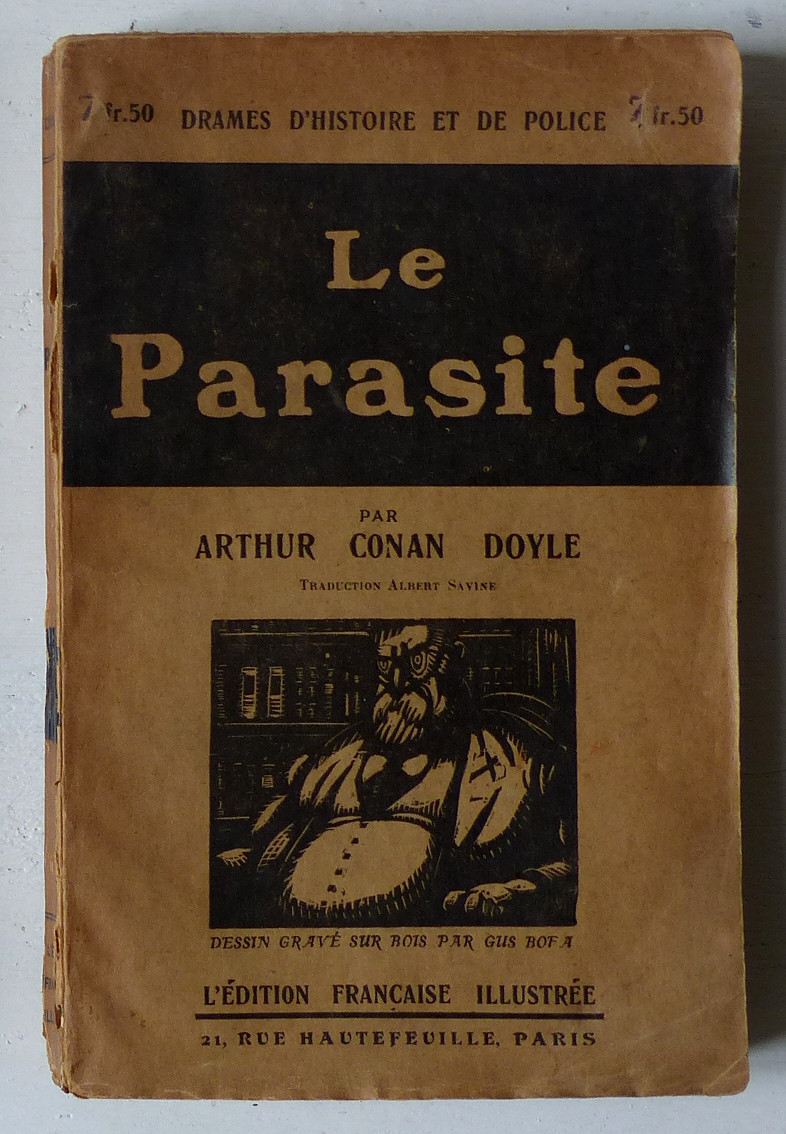 7 fr.50 DRAMES D'HISTOIRE ET DE POLICE 7 fr.50
Le
Parasite
PAR
ARTHUR CONAN DOYLE
TRADUCTION ALBERT SAVINE
DESSIN GRAVÉ SUR BOIS PAR GUS BOFA
L'ÉDITION FRANÇAISE ILLUSTRÉE
21, RUE HAUTEFEUILLE, PARIS